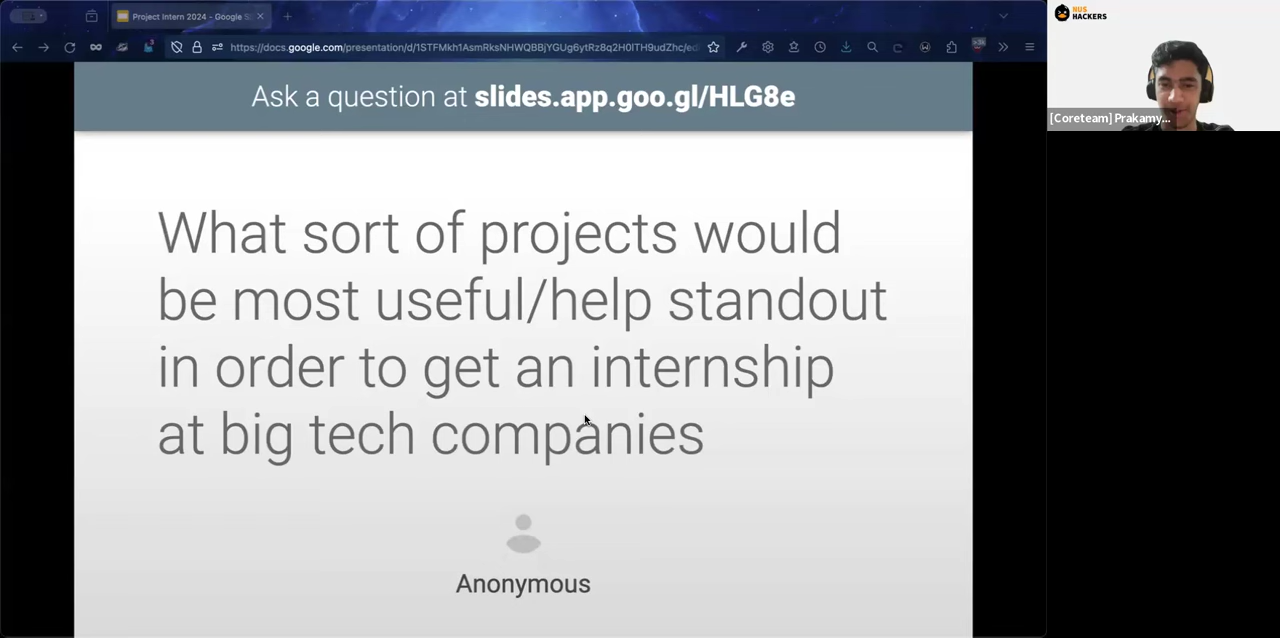 Project Intern 2024 - Google S
https://docs.google.com/presentation/d/1STFMkh1AsmRksNHWQBBjYGUg6ytRz8q2H0lTH9udZhc/ed
NUS
HACKERS
[Coreteam] Prakamy...
Ask a question at slides.app.goo.gl/HLG8e
What sort of projects would
be most useful/help standout
in order to get an internship
at big tech companies
Anonymous